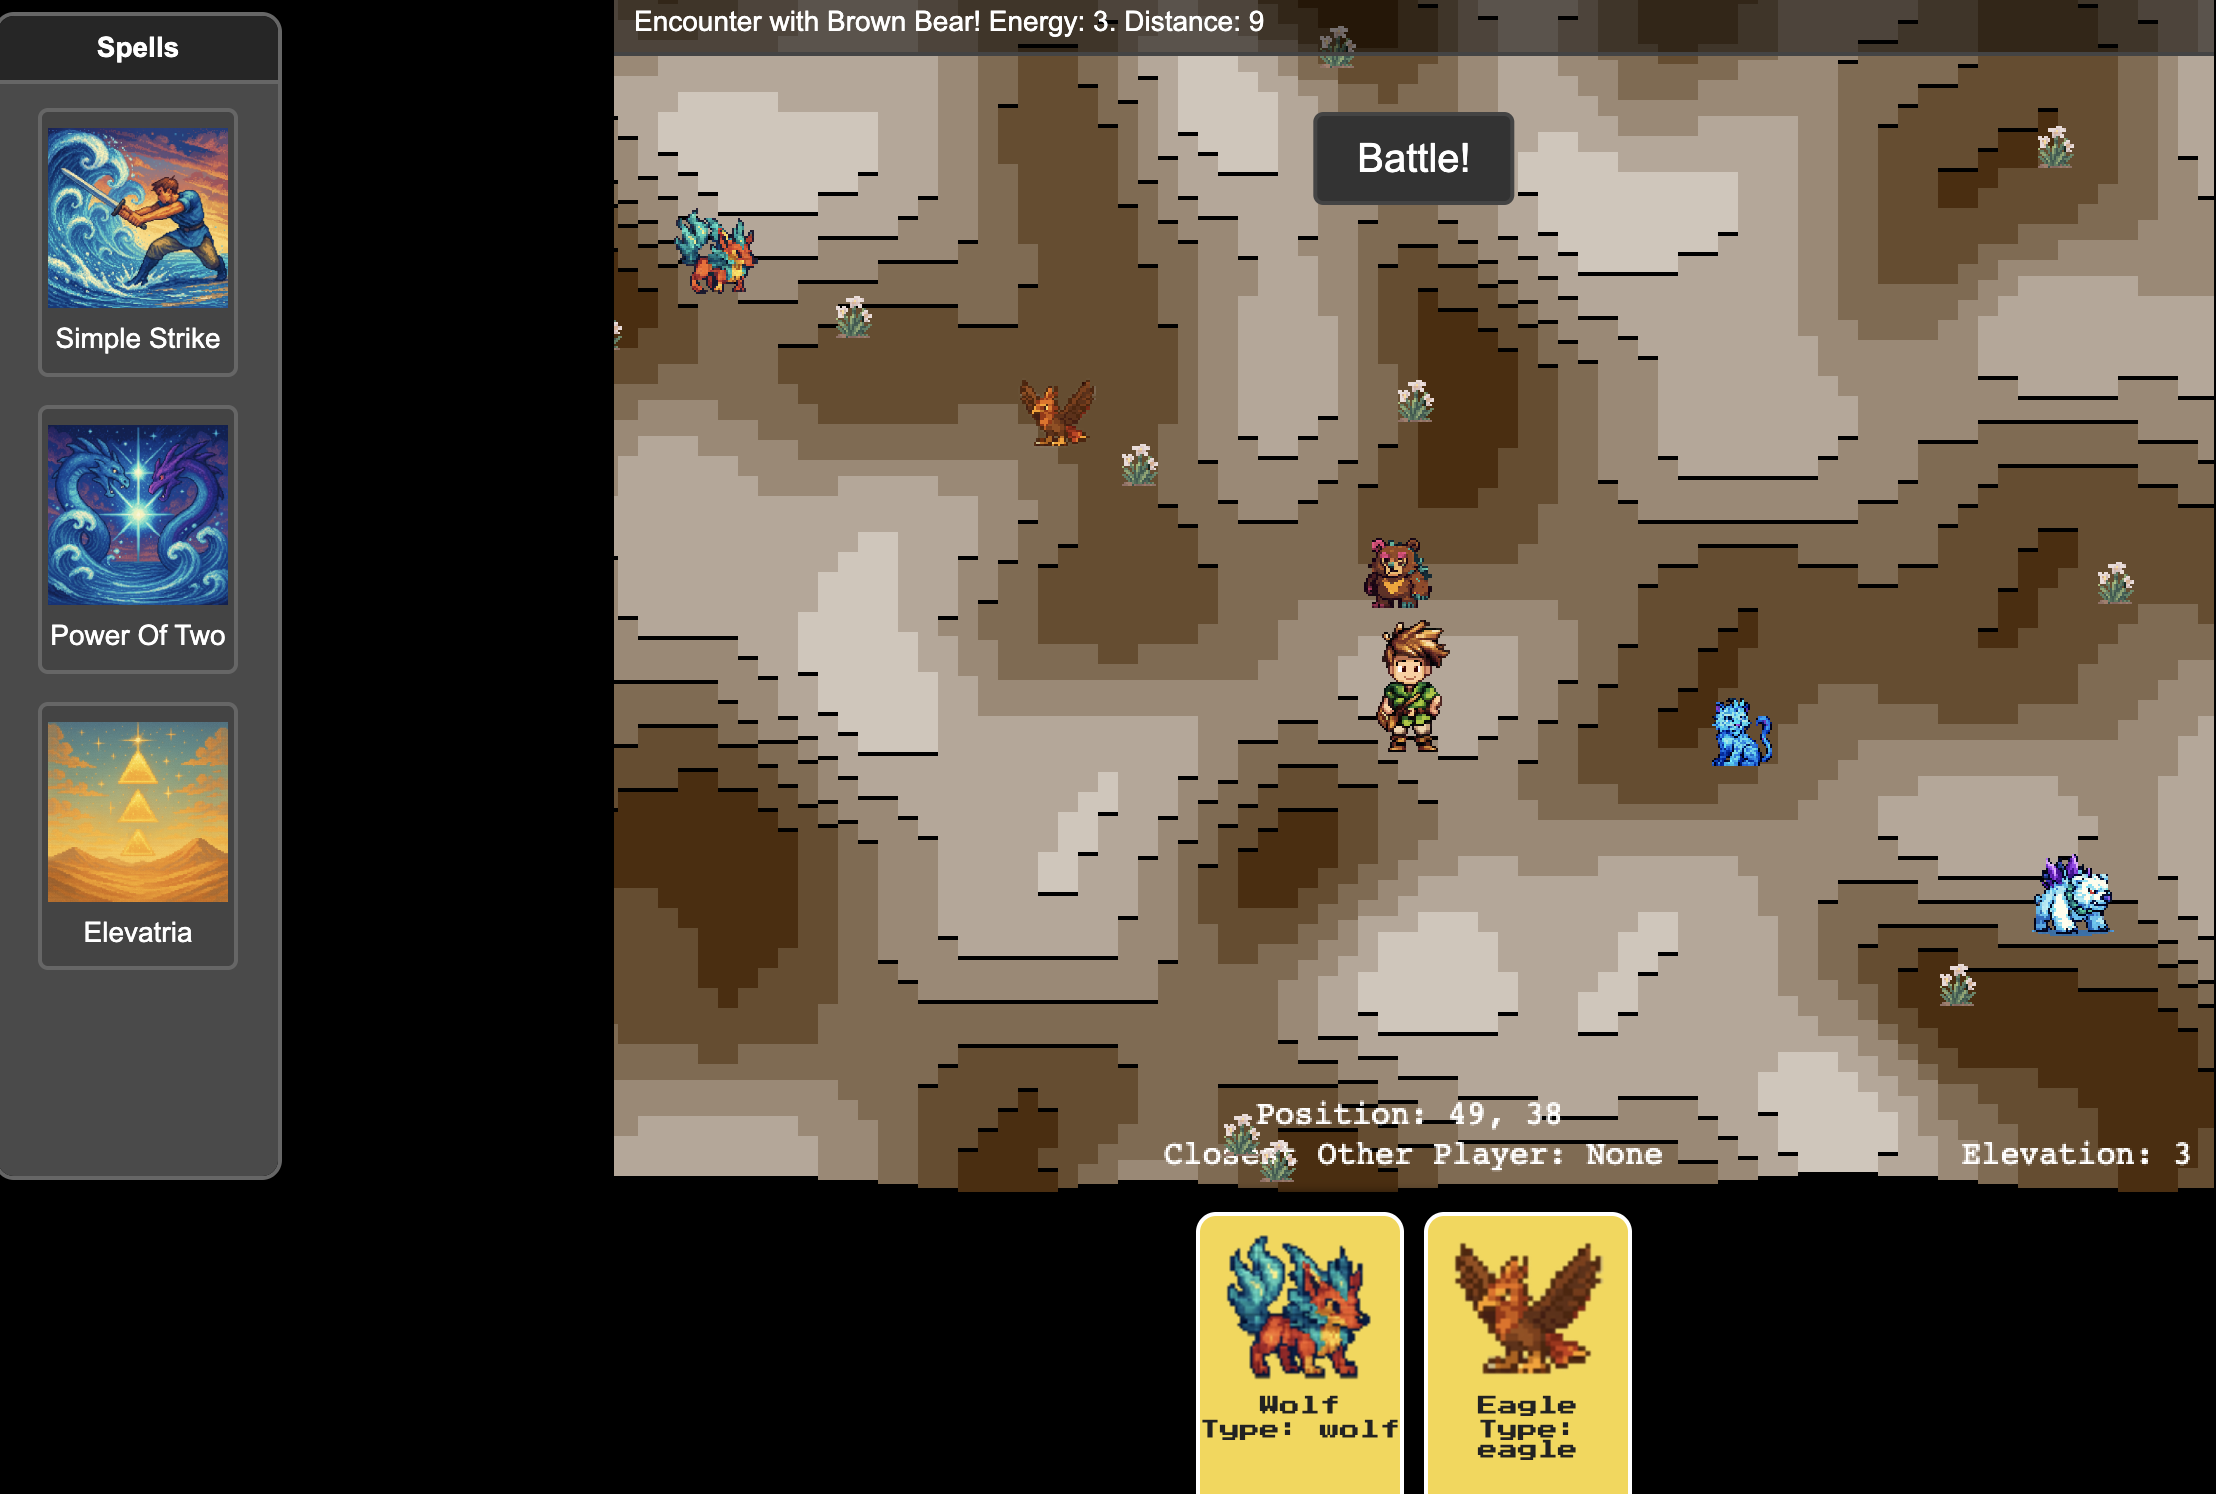 Spells
Simple Strike
Power Of Two
Elevatria
Encounter with Brown Bear! Energy: 3. Distance: 9
Battle!
Position: 49, 38
Closest Other Player: None
Elevation: 3
Wolf
Type: wolf
Eagle
Type:
eagle